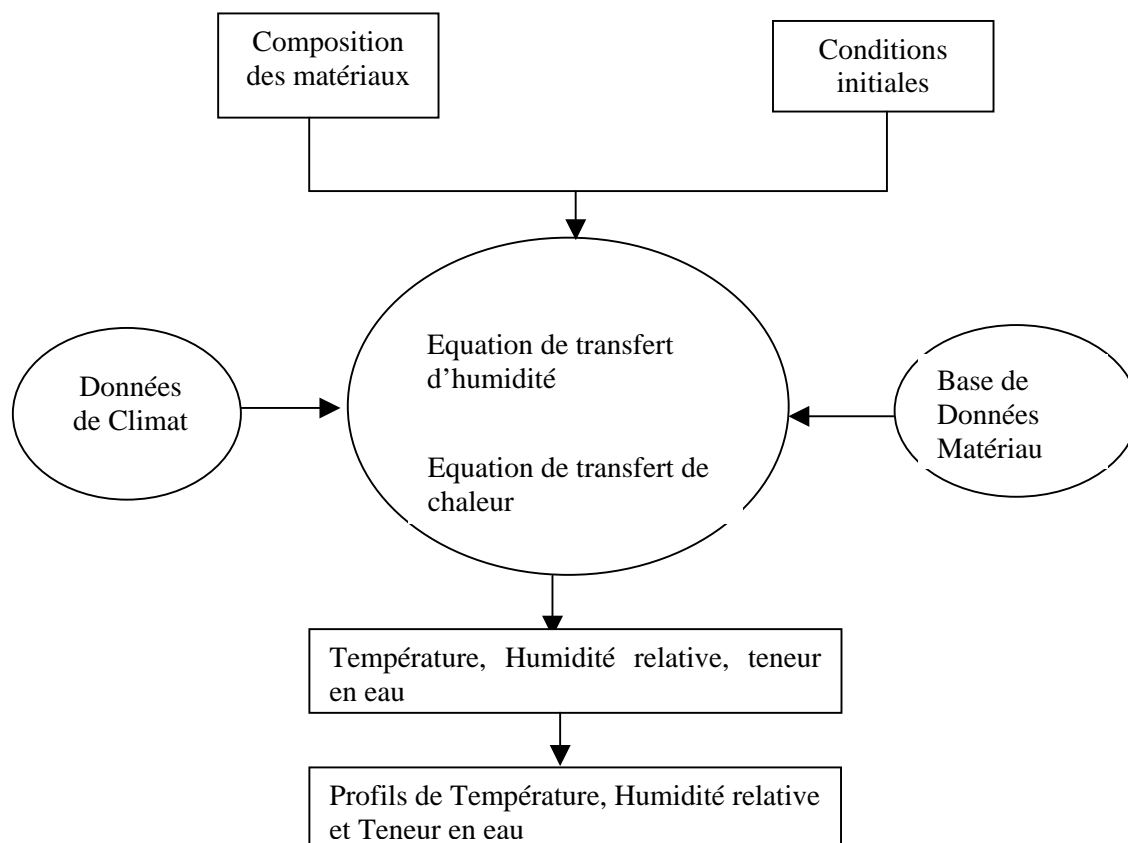 Composition
des matériaux
Conditions
initiales
Equation de transfert
d’humidité
Equation de transfert de
chaleur
Données
de Climat
Base de
Données
Matériau
Température, Humidité relative, teneur
en eau
Profils de Température, Humidité relative
et Teneur en eau